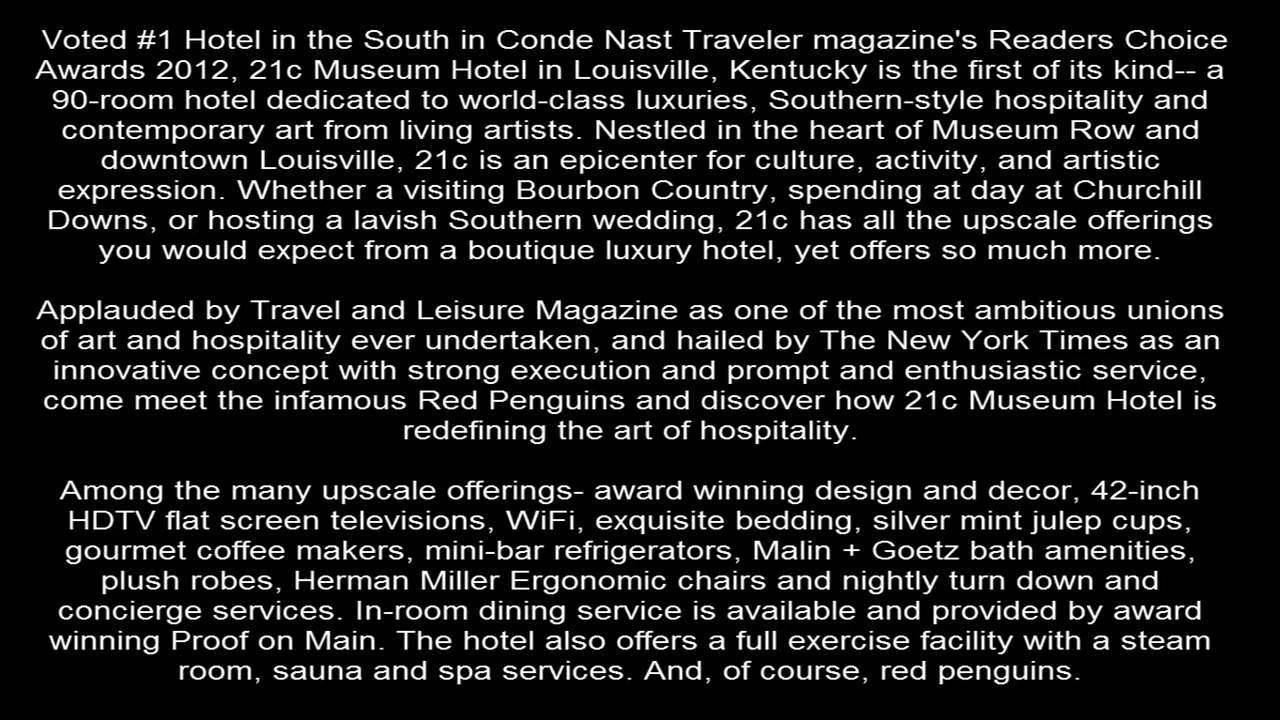 Voted #1 Hotel in the South in Conde Nast Traveler magazine's Readers Choice
Awards 2012, 21c Museum Hotel in Louisville, Kentucky is the first of its kind-- a
90-room hotel dedicated to world-class luxuries, Southern-style hospitality and
contemporary art from living artists. Nestled in the heart of Museum Row and
downtown Louisville, 21c is an epicenter for culture, activity, and artistic
expression. Whether a visiting Bourbon Country, spending at day at Churchill
Downs, or hosting a lavish Southern wedding, 21c has all the upscale offerings
you would expect from a boutique luxury hotel, yet offers so much more.
Applauded by Travel and Leisure Magazine as one of the most ambitious unions
of art and hospitality ever undertaken, and hailed by The New York Times as an
innovative concept with strong execution and prompt and enthusiastic service,
come meet the infamous Red Penguins and discover how 21c Museum Hotel is
redefining the art of hospitality.
Among the many upscale offerings- award winning design and decor, 42-inch
HDTV flat screen televisions, WiFi, exquisite bedding, silver mint julep cups,
gourmet coffee makers, mini-bar refrigerators, Malin + Goetz bath amenities,
plush robes, Herman Miller Ergonomic chairs and nightly turn down and
concierge services. In-room dining service is available and provided by award
winning Proof on Main. The hotel also offers a full exercise facility with a steam
room, sauna and spa services. And, of course, red penguins.